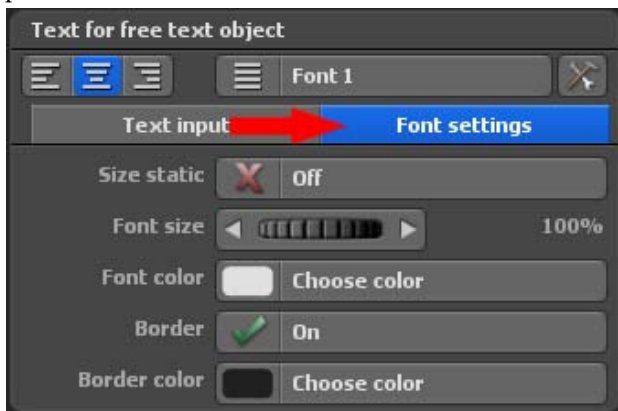 Text for free text object
Font 1
Text input Font settings
Size static Off
Font size 100%
Font color Choose color
Border On
Border color Choose color